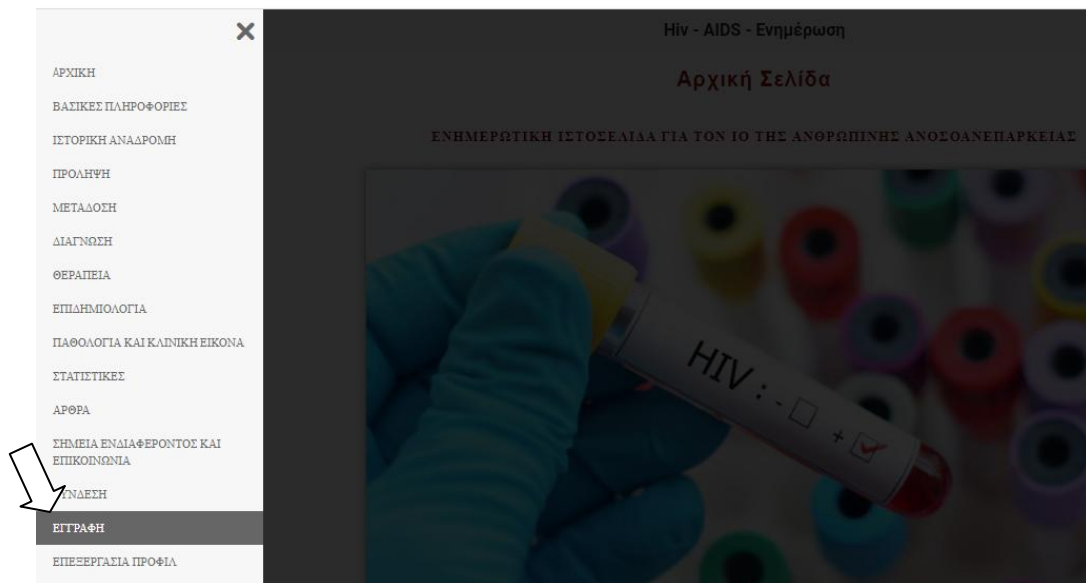 Hiv - AIDS - Ενημέρωση
Αρχική Σελίδα
ΕΝΗΜΕΡΩΤΙΚΗ ΙΣΤΟΣΕΛΙΔΑ ΓΙΑ ΤΟΝ ΙΟ ΤΗΣ ΑΝΘΡΩΠΙΝΗΣ ΑΝΟΣΟΑΝΕΠΑΡΚΕΙΑΣ
ΑΡΧΙΚΗ
ΒΑΣΙΚΕΣ ΠΛΗΡΟΦΟΡΙΕΣ
ΙΣΤΟΡΙΚΗ ΑΝΑΔΡΟΜΗ
ΠΡΟΛΗΨΗ
ΜΕΤΑΔΟΣΗ
ΔΙΑΓΝΩΣΗ
ΘΕΡΑΠΕΙΑ
ΕΠΙΔΗΜΙΟΛΟΓΙΑ
ΠΑΘΟΛΟΓΙΑ ΚΑΙ ΚΛΙΝΙΚΗ ΕΙΚΟΝΑ
ΣΤΑΤΙΣΤΙΚΕΣ
ΑΡΘΡΑ
ΣΗΜΕΙΑ ΕΝΔΙΑΦΕΡΟΝΤΟΣ ΚΑΙ
ΕΠΙΚΟΙΝΩΝΙΑ
ΣΥΝΔΕΣΗ
ΕΓΓΡΑΦΗ
ΕΠΕΞΕΡΓΑΣΙΑ ΠΡΟΦΙΛ
HIV : - □
+ ☑